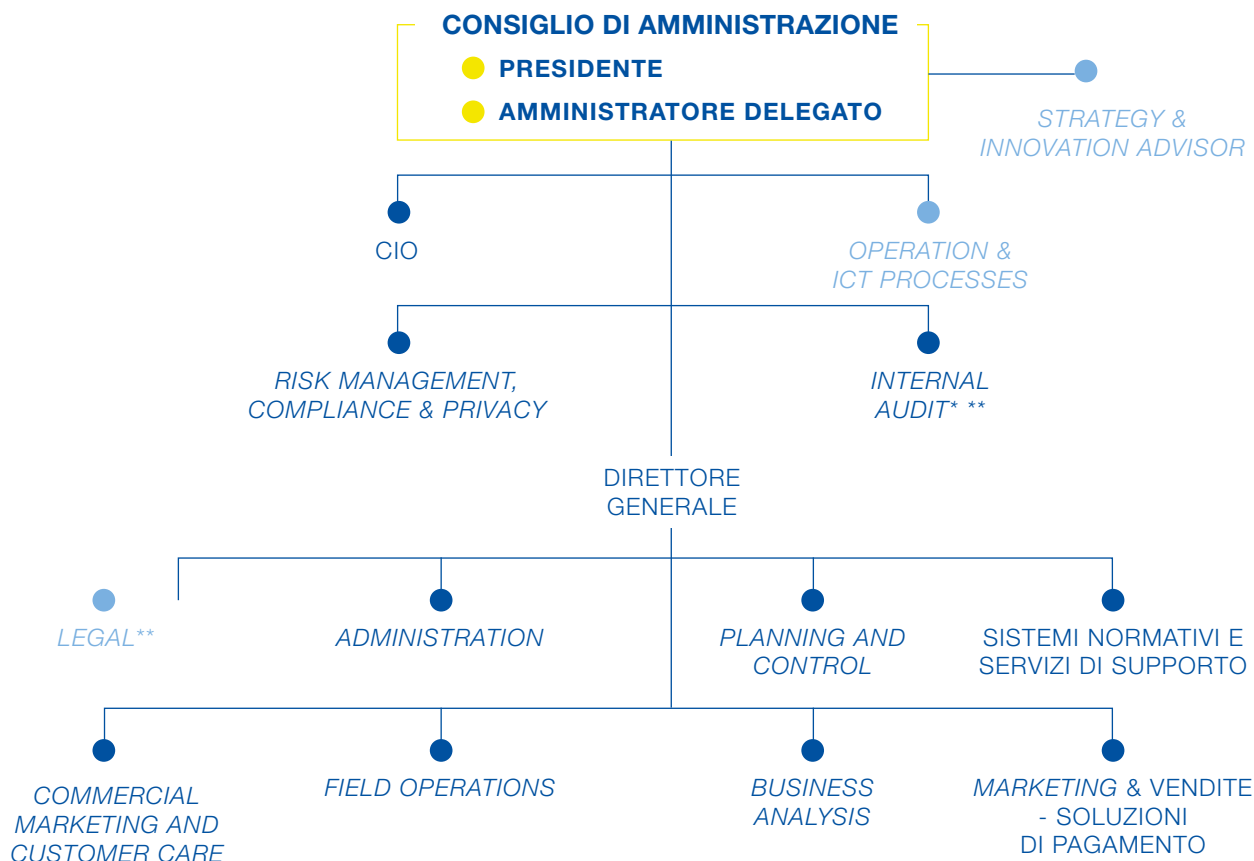 CONSIGLIO DI AMMINISTRAZIONE
PRESIDENTE
AMMINISTRATORE DELEGATO
STRATEGY &
INNOVATION ADVISOR
CIO
OPERATION &
ICT PROCESSES
RISK MANAGEMENT,
COMPLIANCE & PRIVACY
INTERNAL
AUDIT* **
DIRETTORE
GENERALE
LEGAL**
ADMINISTRATION
PLANNING AND
CONTROL
SISTEMI NORMATIVI E
SERVIZI DI SUPPORTO
COMMERCIAL
MARKETING AND
CUSTOMER CARE
FIELD OPERATIONS
BUSINESS
ANALYSIS
MARKETING & VENDITE
- SOLUZIONI
DI PAGAMENTO